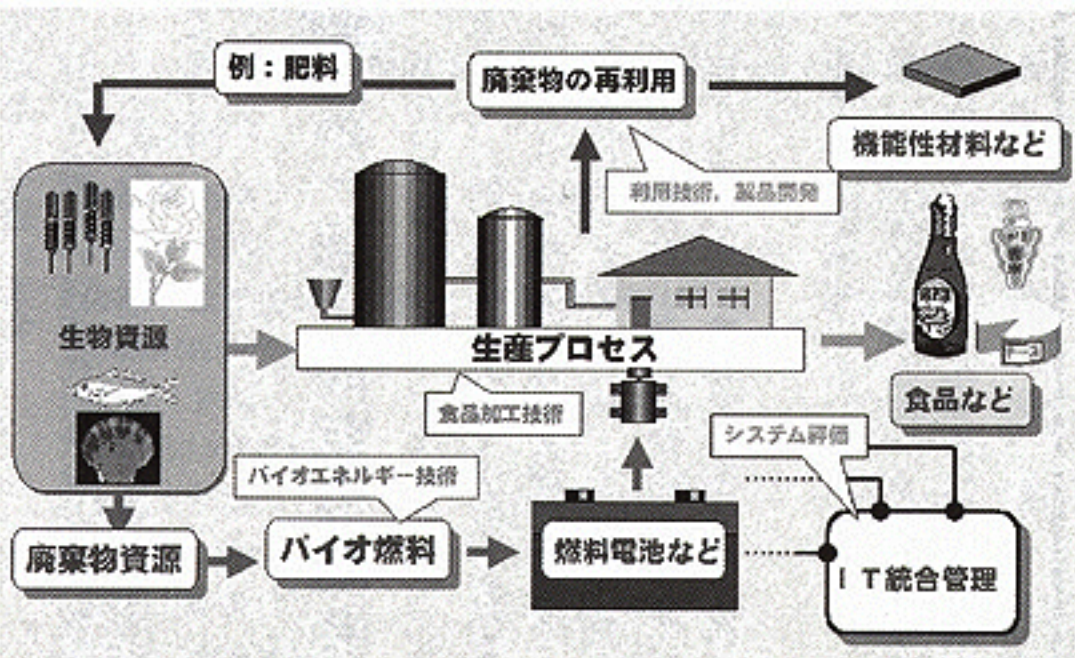 例：肥料
廃棄物の再利用
機能性材料など
利用技術，製品開発
生物資源
生産プロセス
食品加工技術
チーズ
食品など
システム評価
バイオエネルギー技術
廃棄物資源
バイオ燃料
燃料電池など
ＩＴ統合管理